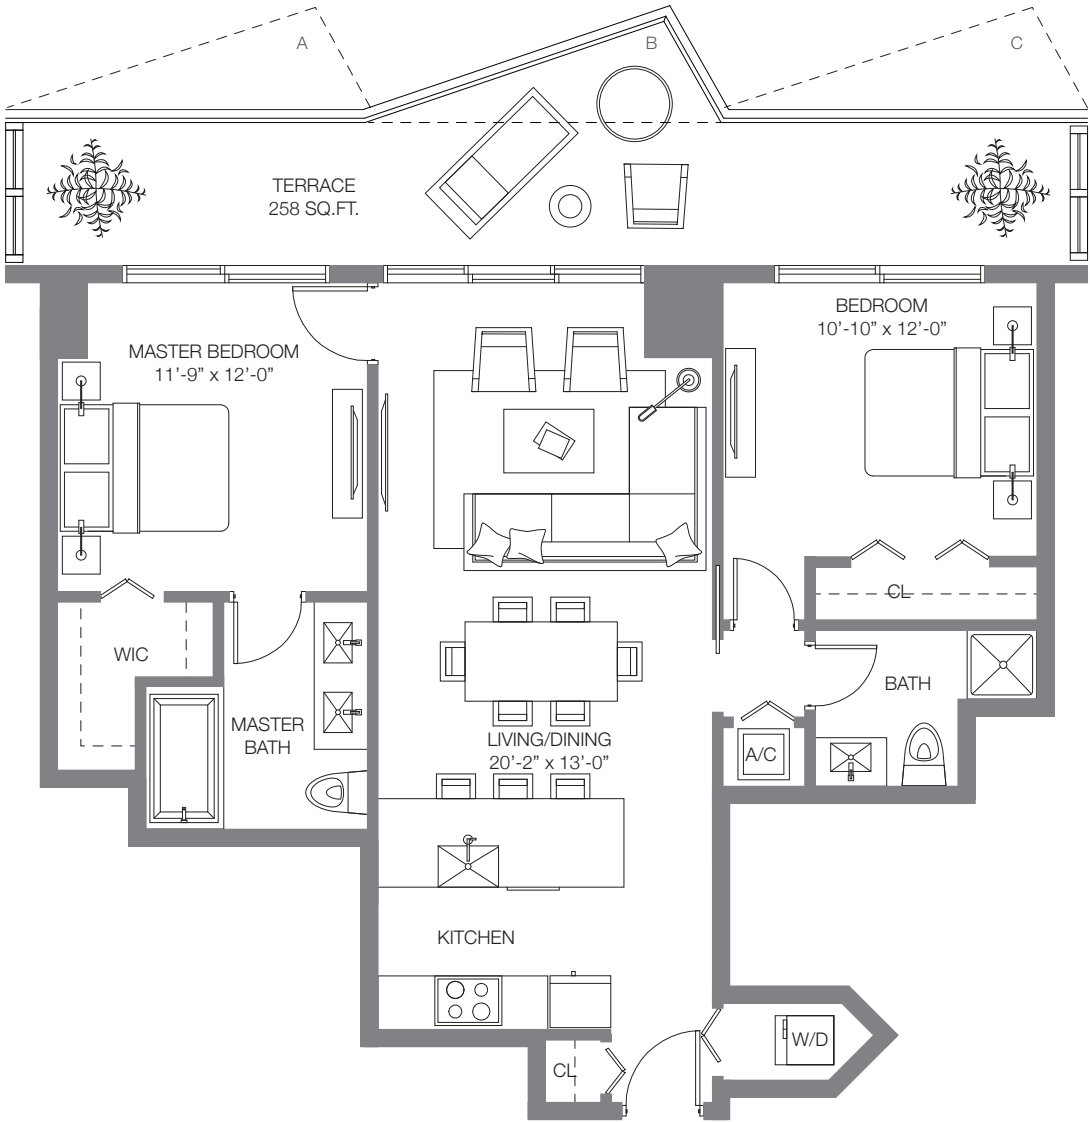 A
B
C
TERRACE
258 SQ.FT.
BEDROOM
10’-10” x 12’-0”
MASTER BEDROOM
11’-9” x 12’-0”
CL
WIC
BATH
MASTER
BATH
LIVING/DINING
20’-2” x 13’-0”
A/C
KITCHEN
W/D
CL